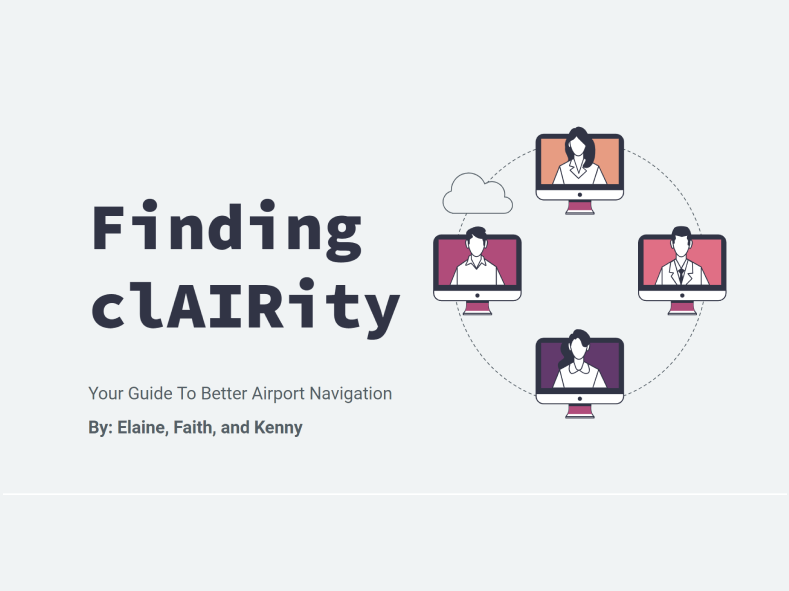 Finding
clAIRity
Your Guide To Better Airport Navigation
By: Elaine, Faith, and Kenny